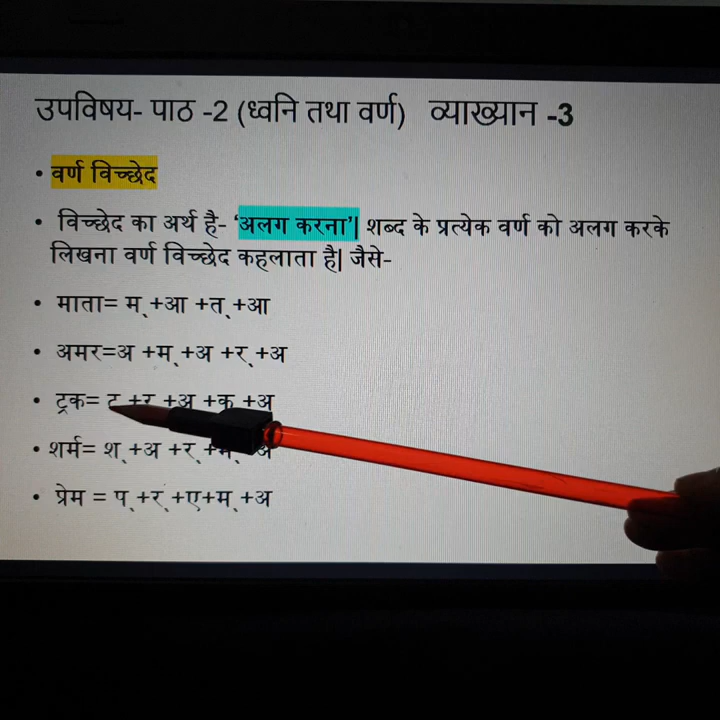 उपविषय- पाठ -2 (ध्वनि तथा वर्ण) व्याख्यान -3
• वर्ण विच्छेद
• विच्छेद का अर्थ है- ‘अलग करना’| शब्द के प्रत्येक वर्ण को अलग करके
लिखना वर्ण विच्छेद कहलाता है| जैसे-
• माता= म् +आ +त् +आ
• अमर=अ +म् +अ +र् +अ
• ट्रक= ट् +र् +अ +क् +अ
• शर्म= श् +अ +र् +म् अ
• प्रेम = प् +र् +ए+म् +अ